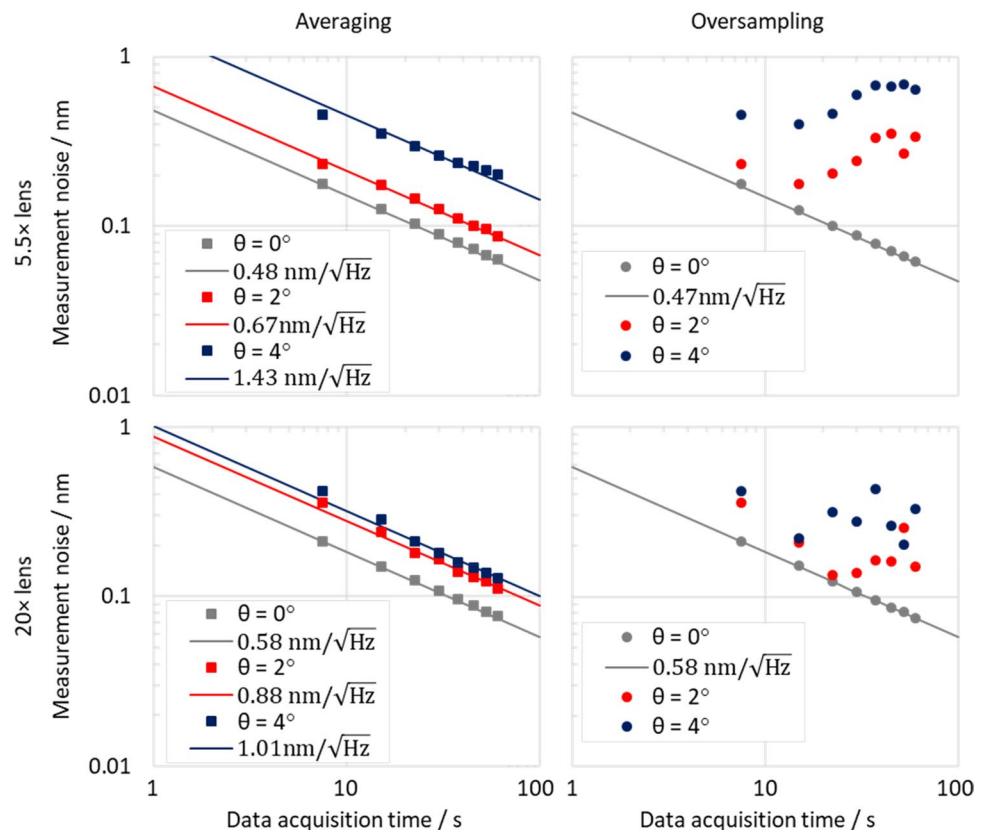 Averaging
Oversampling
5.5× lens
Measurement noise / nm
1
0.1
0.01
θ = 0°
0.48 nm/√Hz
θ = 2°
0.67nm/√Hz
θ = 4°
1.43 nm/√Hz
θ = 0°
0.47nm/√Hz
θ = 2°
θ = 4°
20× lens
Measurement noise / nm
1
0.1
0.01
θ = 0°
0.58 nm/√Hz
θ = 2°
0.88 nm/√Hz
θ = 4°
1.01nm/√Hz
θ = 0°
0.58 nm/√Hz
θ = 2°
θ = 4°
1 10 100
1 10 100
Data acquisition time / s
Data acquisition time / s